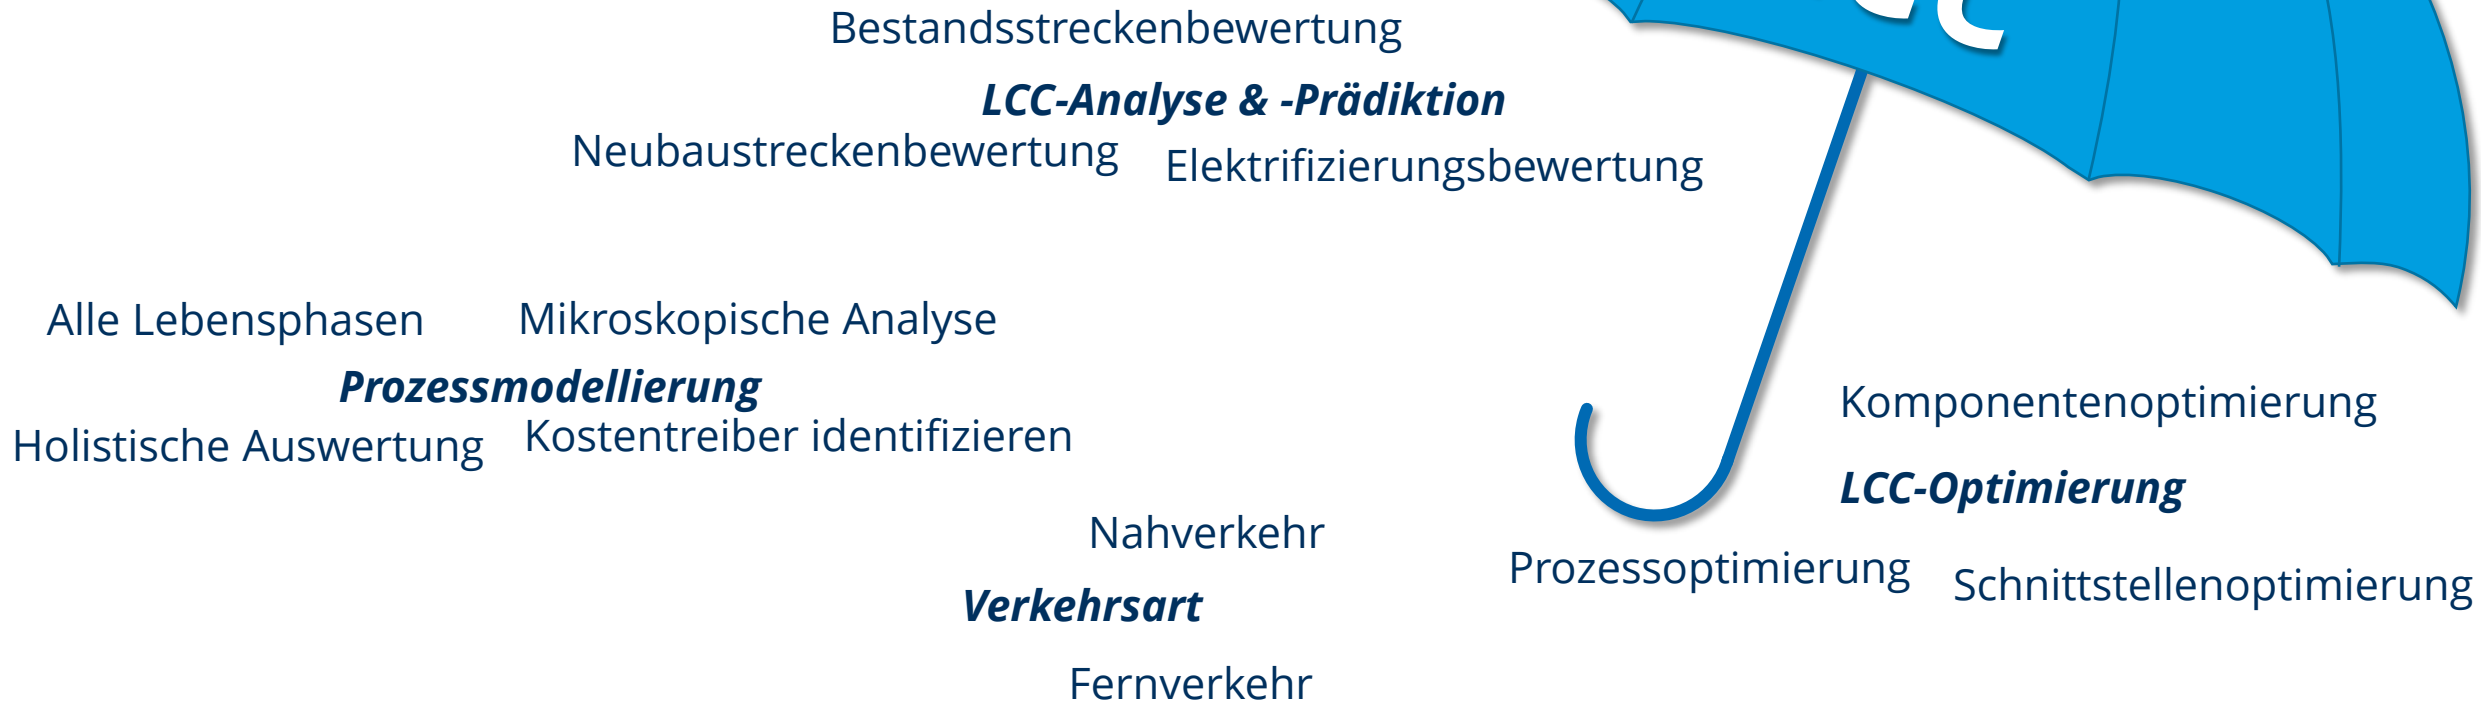 Bestandsstreckenbewertung
LCC-Analyse & -Prädiktion
Neubaustreckenbewertung
Elektrifizierungsbewertung
Alle Lebensphasen
Mikroskopische Analyse
Prozessmodellierung
Holistische Auswertung
Kostentreiber identifizieren
Komponentenoptimierung
LCC-Optimierung
Prozessoptimierung
Schnittstellenoptimierung
Nahverkehr
Verkehrsart
Fernverkehr